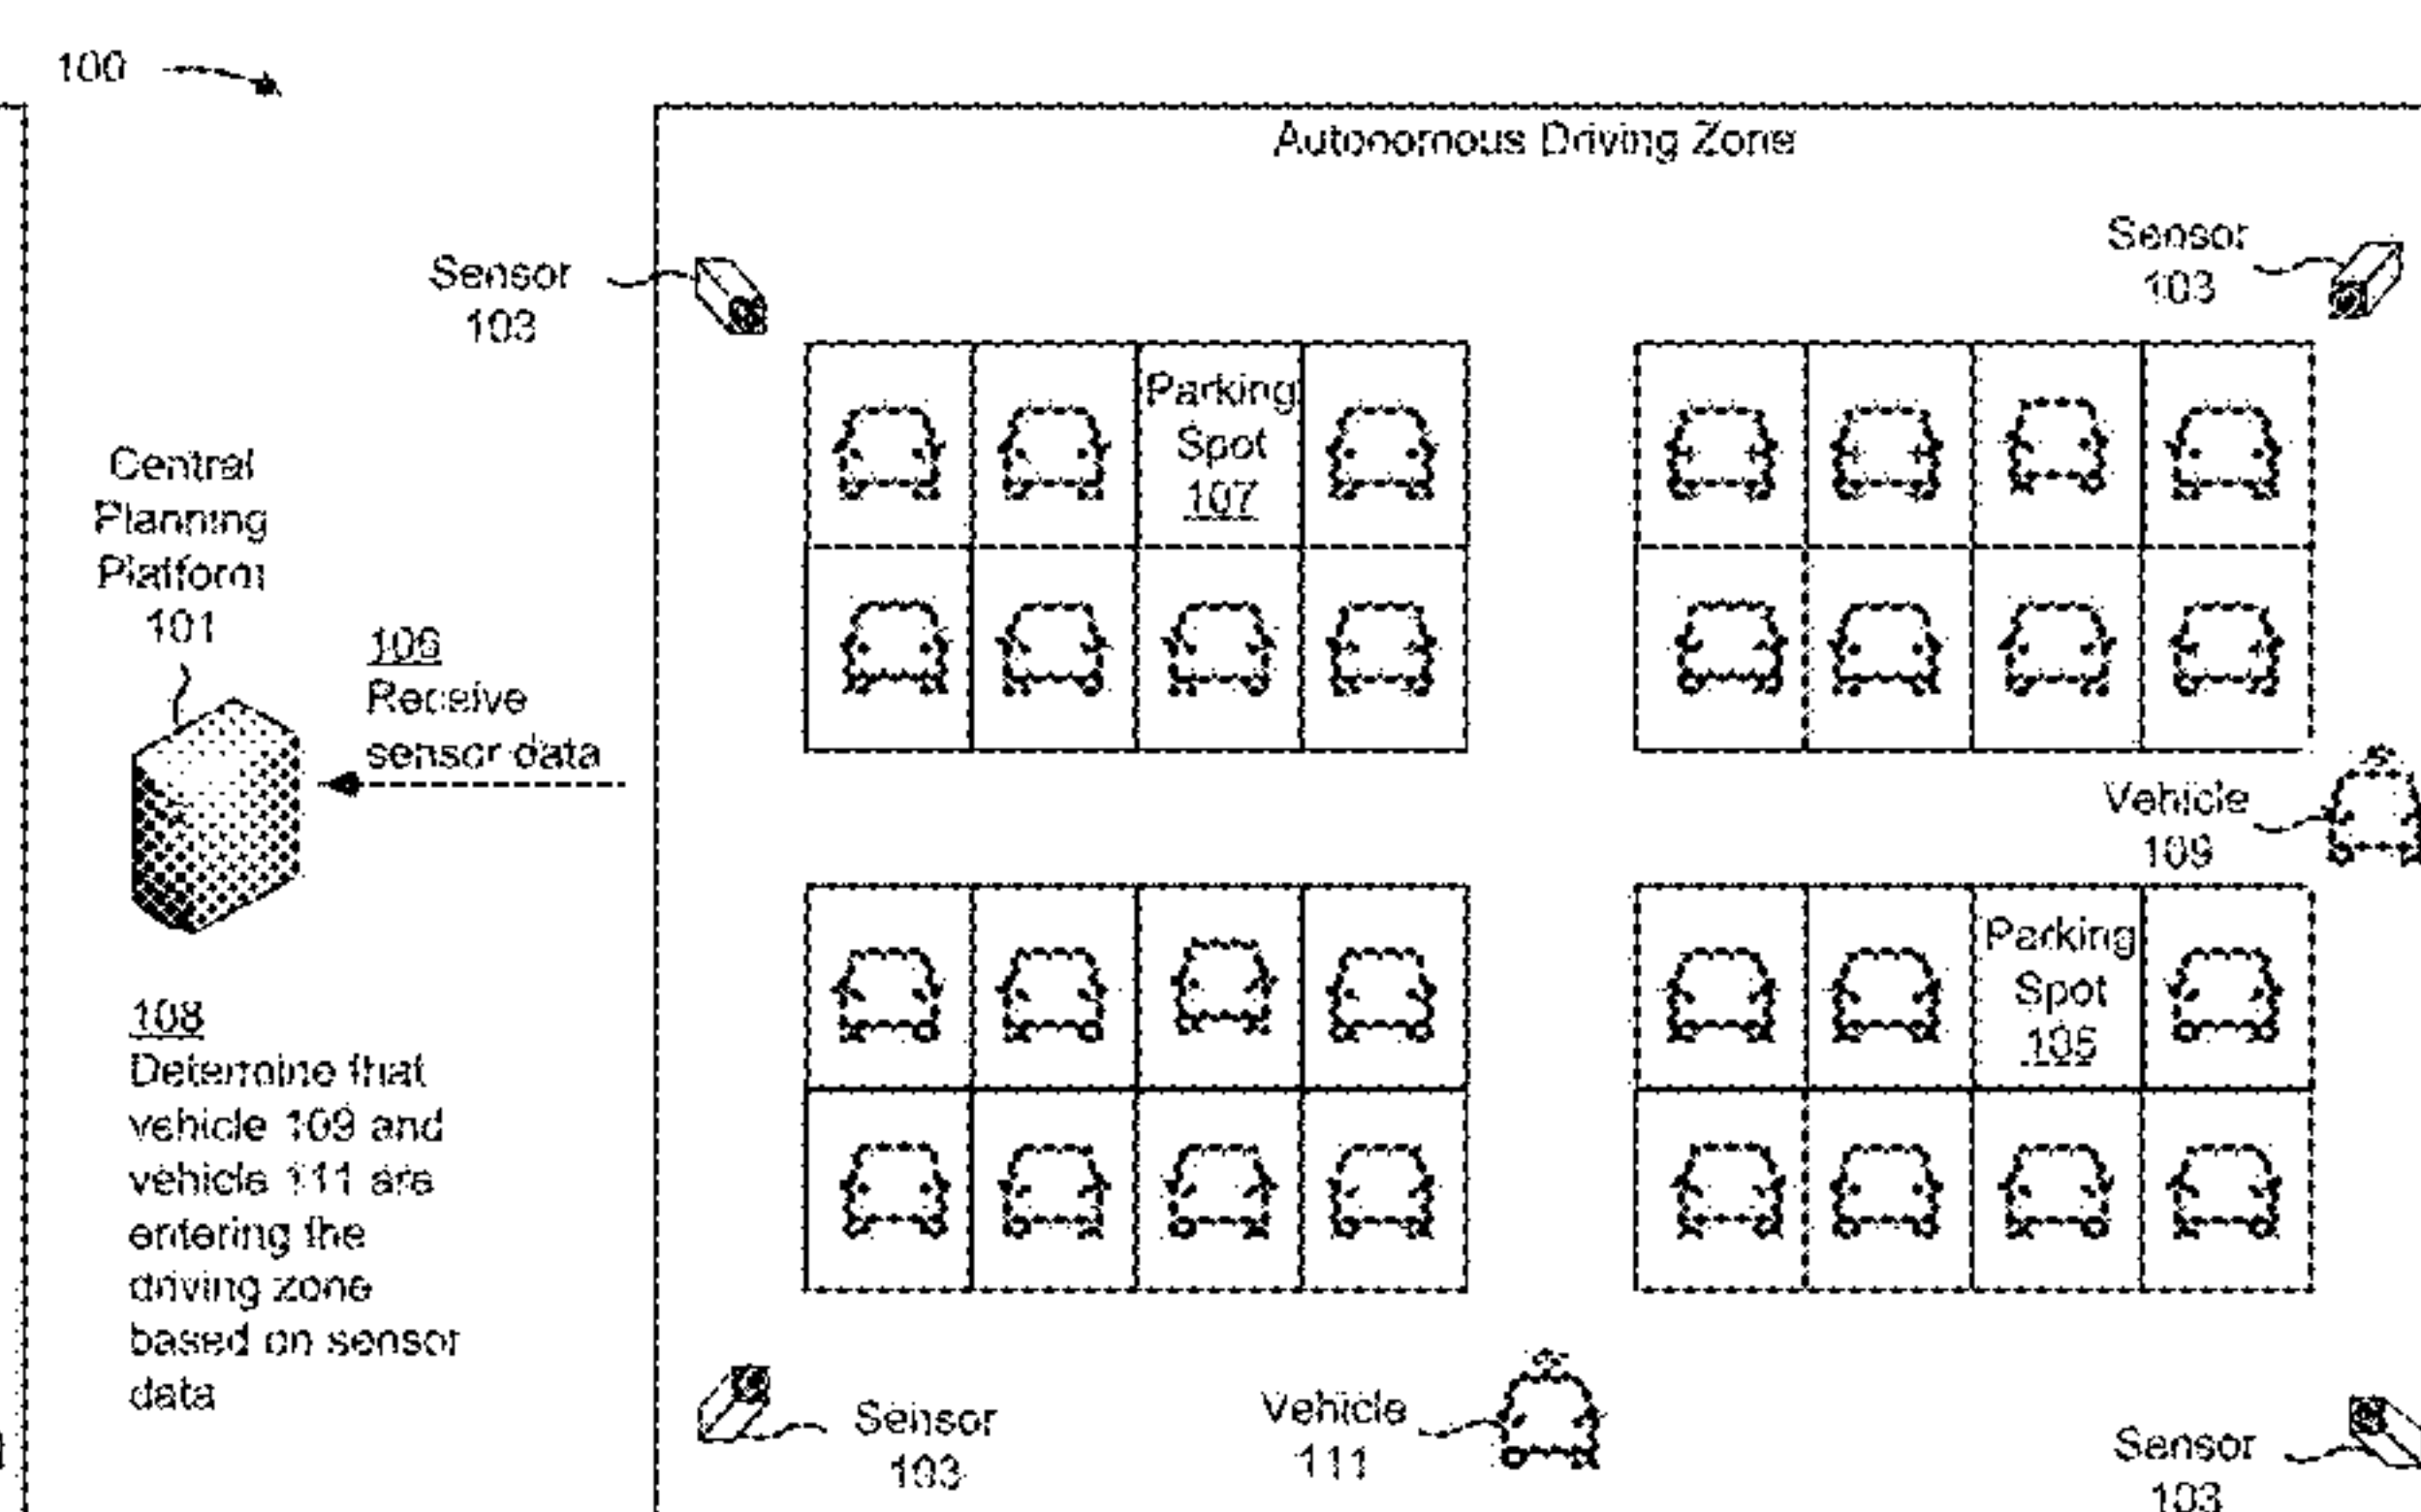 100
Autonomous Driving Zone
Sensor
103
Sensor
103
Central
Planning
Platform
101
106
Receive
sensor data
Parking
Spot
107
Vehicle
109
Parking
Spot
105
108
Determine that
vehicle 109 and
vehicle 111 are
entering the
driving zone
based on sensor
data
Sensor
103
Vehicle
111
Sensor
103